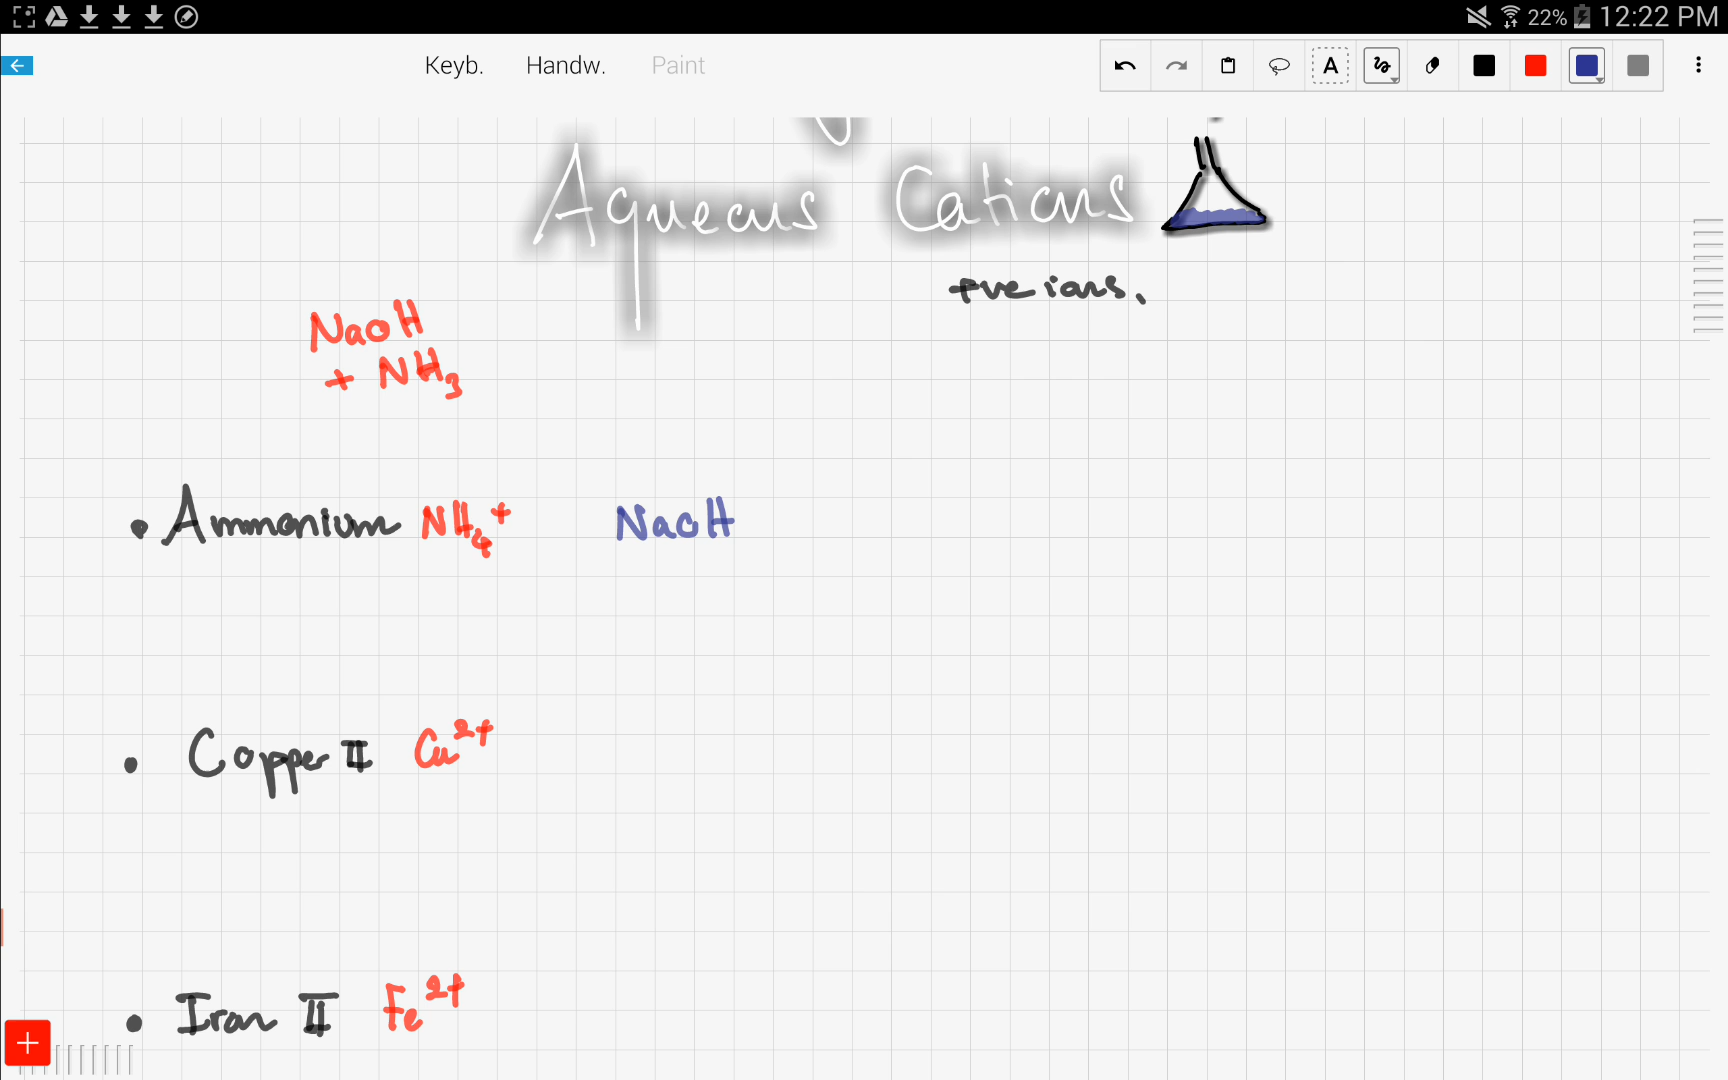 22% 12:22 PM
Keyb. Handw. Paint A
Aqueous Cations
+ve ions.
NaOH
+ NH₃
• Ammonium NH₄⁺ NaOH
• Copper II Cu²⁺
• Iron II Fe²⁺